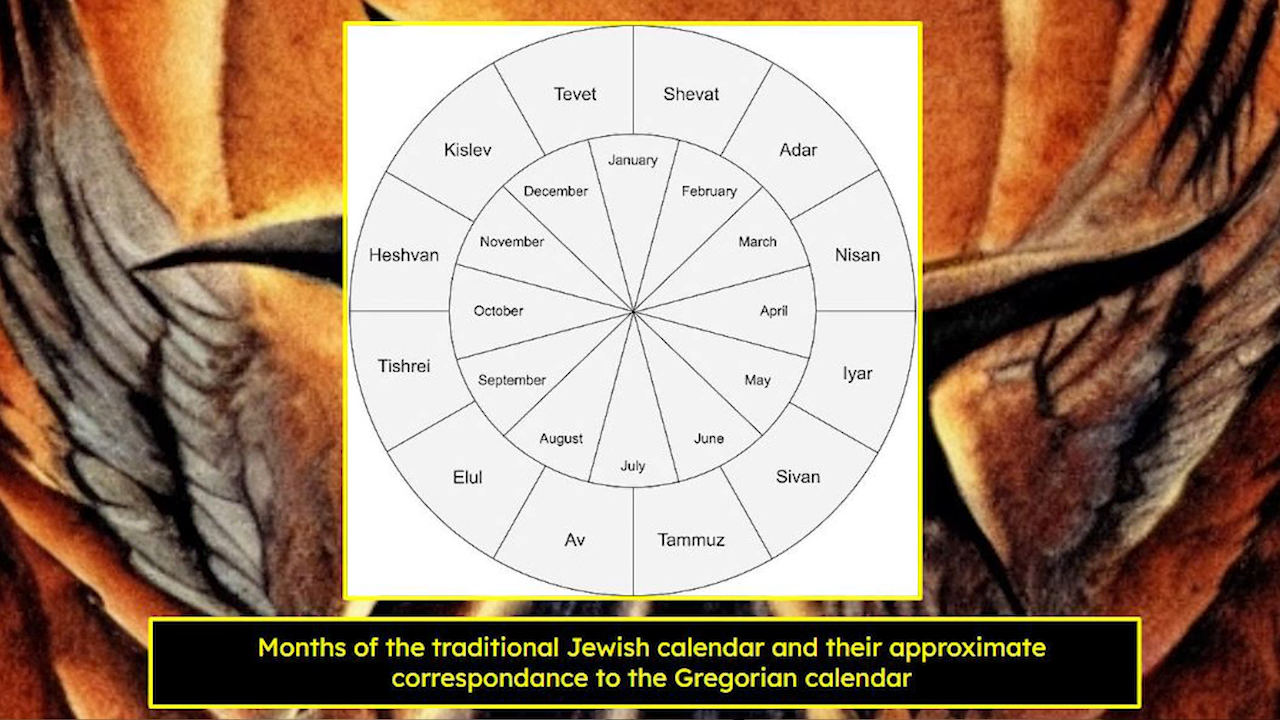 Tevet
Shevat
Kislev
Adar
January
December
February
November
March
Heshvan
Nisan
October
April
Tishrei
September
May
Iyar
August
June
July
Elul
Sivan
Av
Tammuz
Months of the traditional Jewish calendar and their approximate
correspondance to the Gregorian calendar